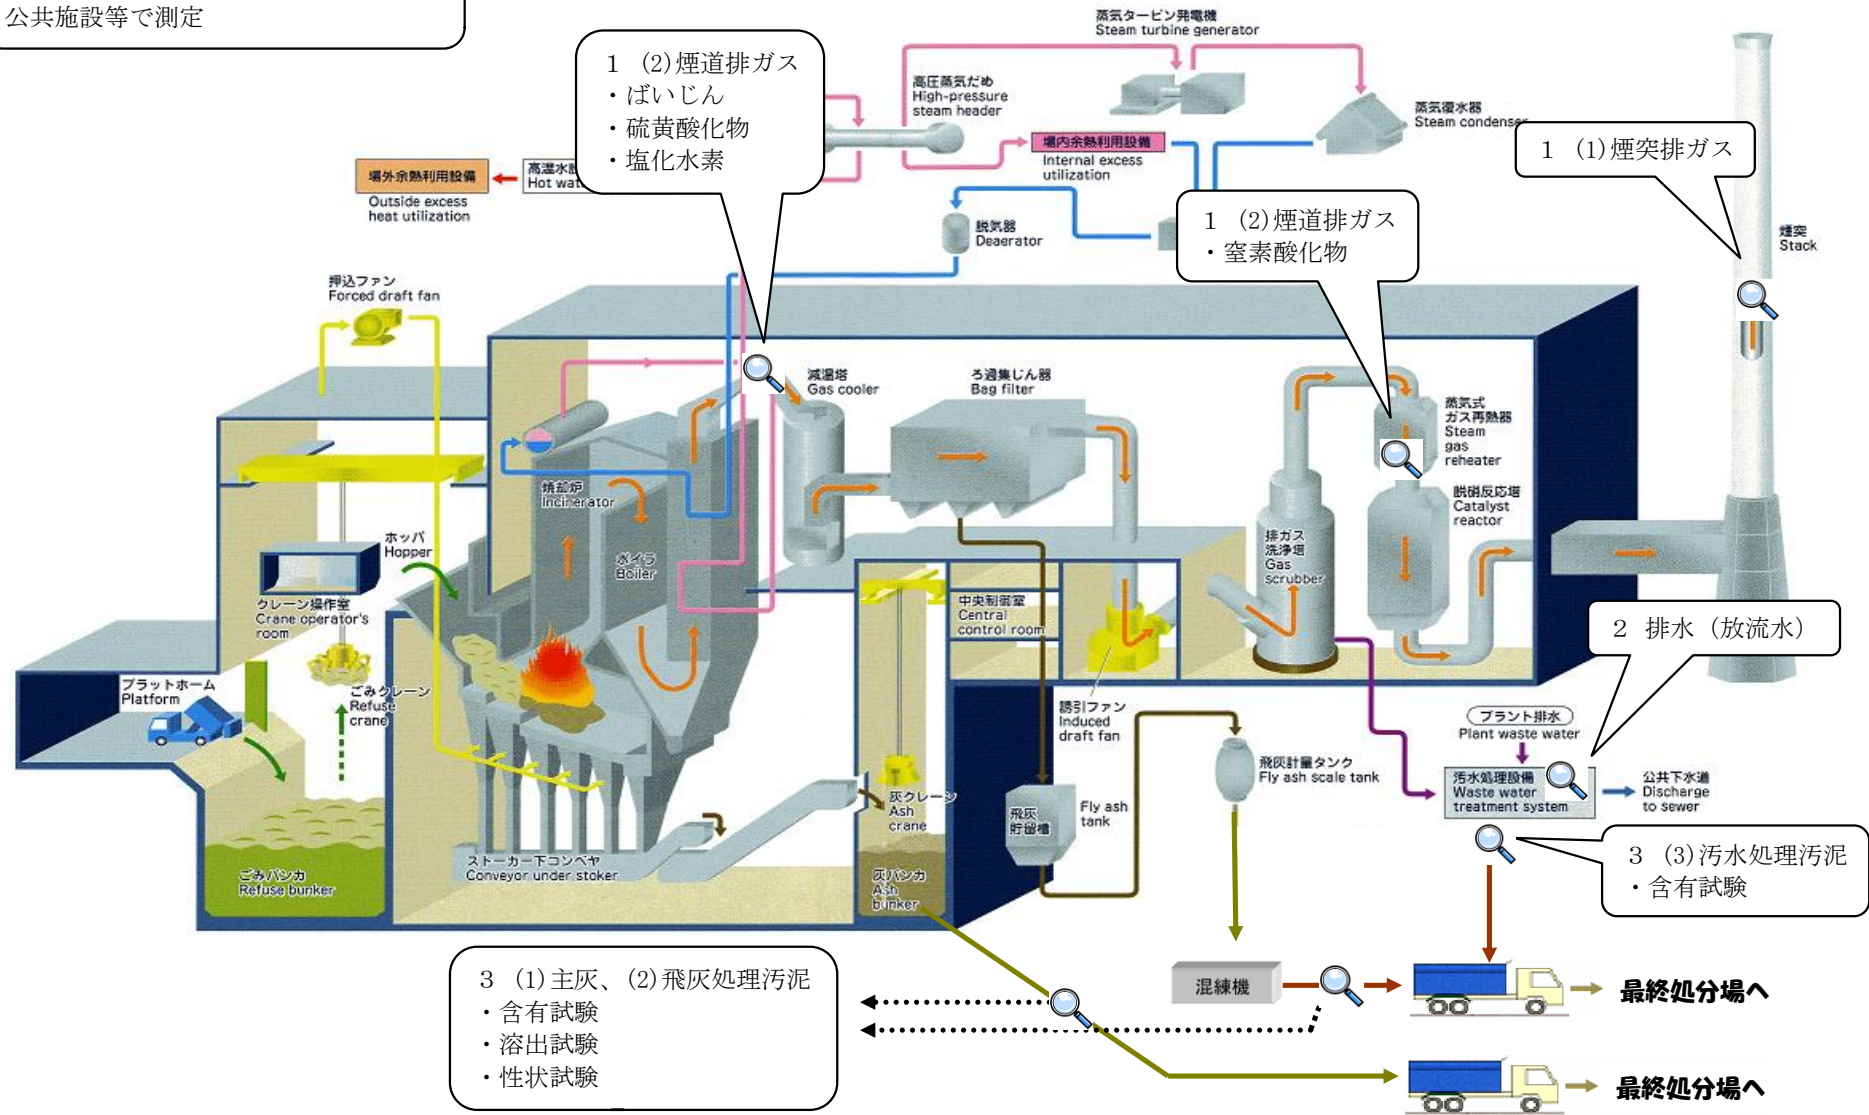 公共施設等で測定
1 (2)煙道排ガス
・ばいじん
・硫黄酸化物
・塩化水素
蒸気タービン発電機
Steam turbine generator
高圧蒸気だめ
High-pressure
steam header
蒸気復水器
Steam condenser
場内余熱利用設備
Internal excess
utilization
1 (1)煙突排ガス
場外余熱利用設備
Outside excess
heat utilization
高温水
Hot wat
脱気器
Deaerator
1 (2)煙道排ガス
・窒素酸化物
煙突
Stack
押込ファン
Forced draft fan
減温塔
Gas cooler
ろ過集じん器
Bag filter
蒸気式
ガス再熱器
Steam
gas
reheater
焼却炉
Incinerator
脱硝反応塔
Catalyst
reactor
ホッパ
Hopper
ボイラ
Boiler
排ガス
洗浄塔
Gas
scrubber
クレーン操作室
Crane operator's
room
中央制御室
Central
control room
2 排水（放流水）
プラットホーム
Platform
ごみクレーン
Refuse
crane
誘引ファン
Induced
draft fan
プラント排水
Plant waste water
飛灰計量タンク
Fly ash scale tank
汚水処理設備
Waste water
treatment system
公共下水道
Discharge
to sewer
灰クレーン
Ash
crane
飛灰
貯留槽
Fly ash
tank
ストーカー下コンベヤ
Conveyor under stoker
ごみバンカ
Refuse bunker
灰バンカ
Ash
bunker
3 (3)汚水処理汚泥
・含有試験
3 (1)主灰、(2)飛灰処理汚泥
・含有試験
・溶出試験
・性状試験
混練機
最終処分場へ
最終処分場へ